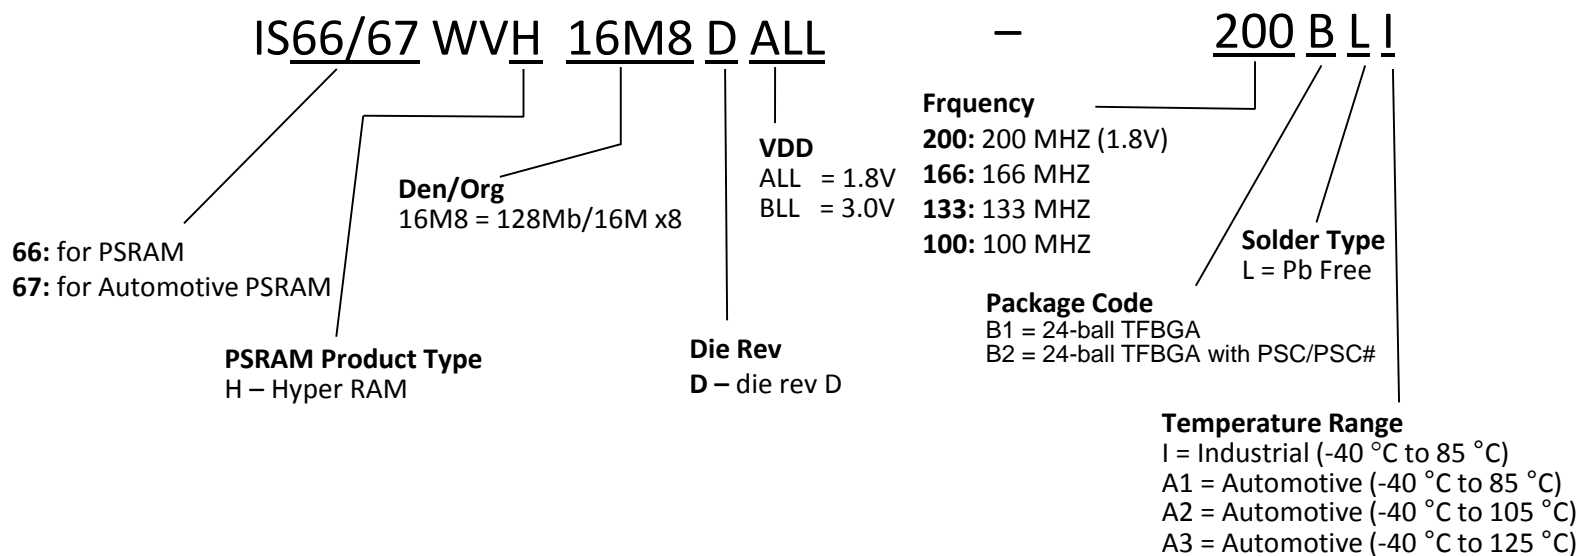 IS66/67 WVH 16M8 D ALL – 200 B L I
Frquency
200: 200 MHZ (1.8V)
166: 166 MHZ
133: 133 MHZ
100: 100 MHZ
VDD
ALL = 1.8V
BLL = 3.0V
Den/Org
16M8 = 128Mb/16M x8
66: for PSRAM
67: for Automotive PSRAM
Solder Type
L = Pb Free
Package Code
B1 = 24-ball TFBGA
B2 = 24-ball TFBGA with PSC/PSC#
PSRAM Product Type
H – Hyper RAM
Die Rev
D – die rev D
Temperature Range
I = Industrial (-40 °C to 85 °C)
A1 = Automotive (-40 °C to 85 °C)
A2 = Automotive (-40 °C to 105 °C)
A3 = Automotive (-40 °C to 125 °C)